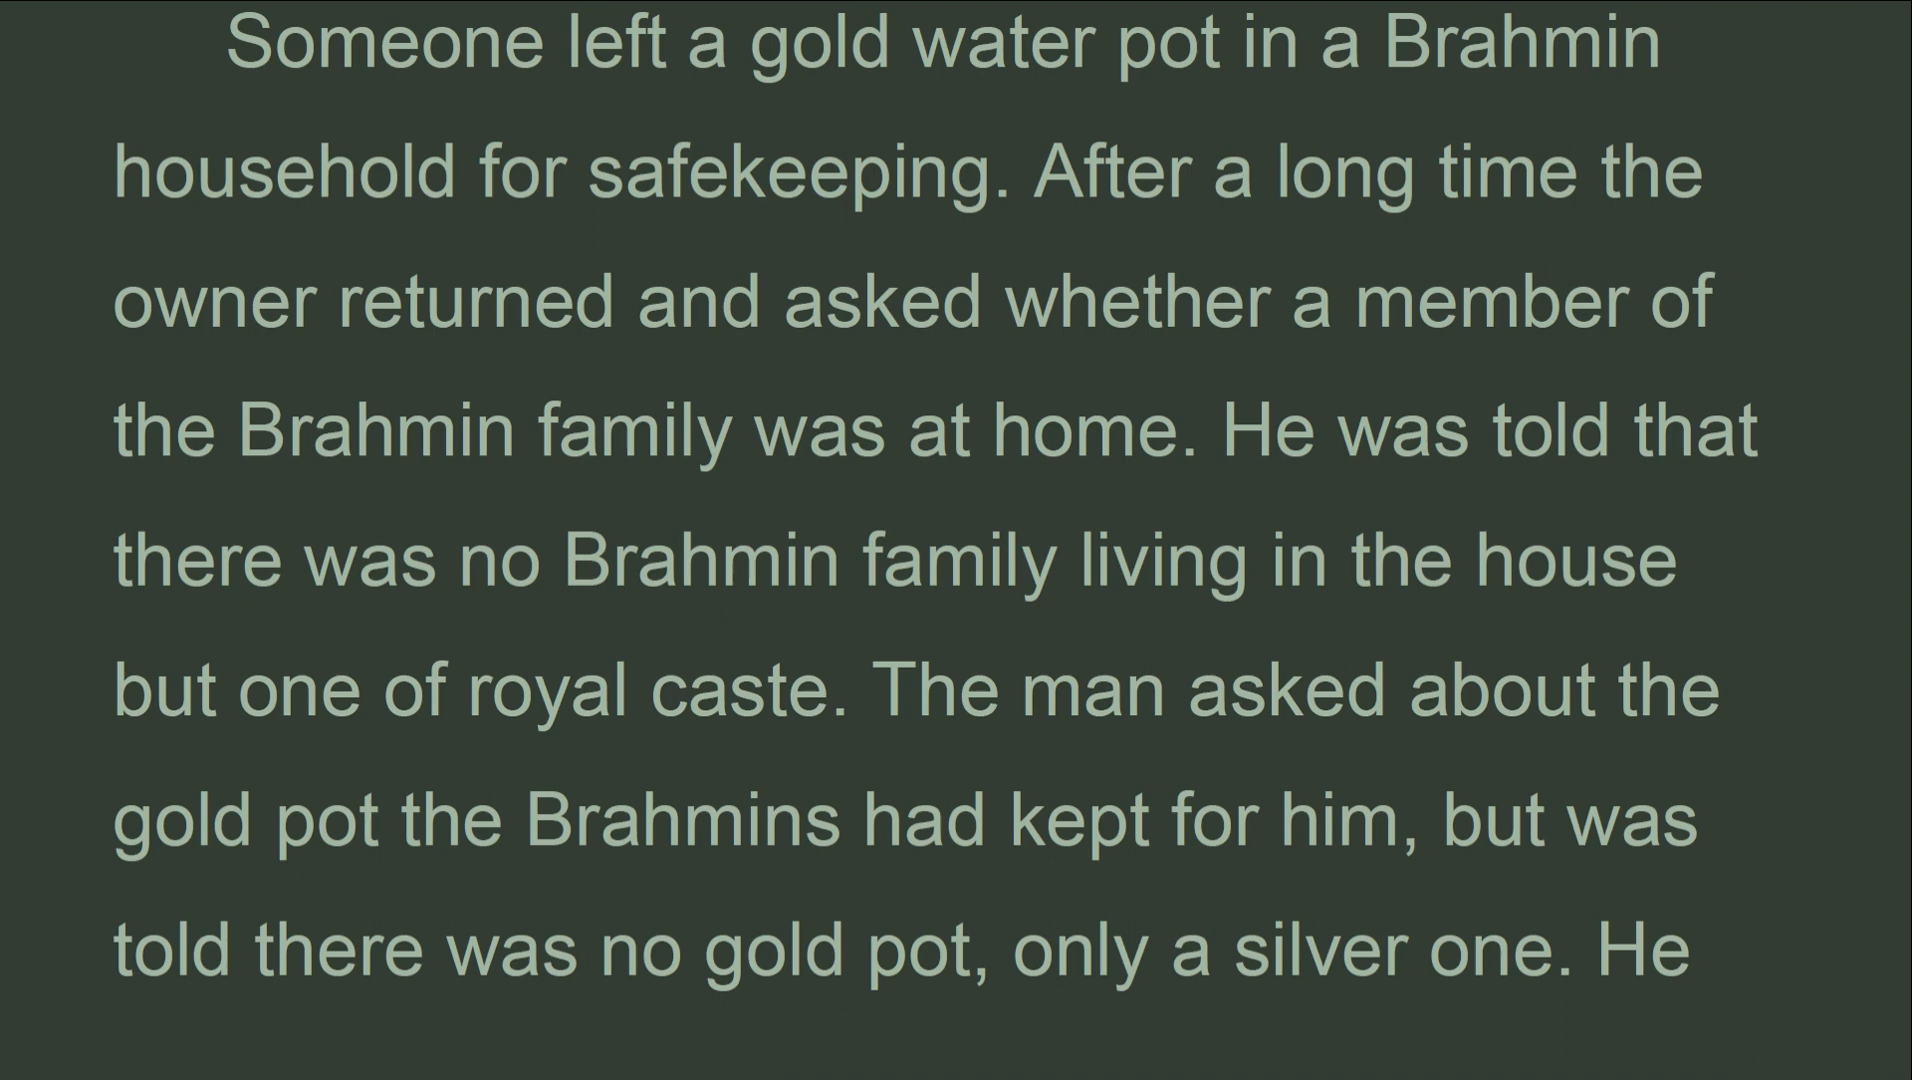 Someone left a gold water pot in a Brahmin
household for safekeeping. After a long time the
owner returned and asked whether a member of
the Brahmin family was at home. He was told that
there was no Brahmin family living in the house
but one of royal caste. The man asked about the
gold pot the Brahmins had kept for him, but was
told there was no gold pot, only a silver one. He